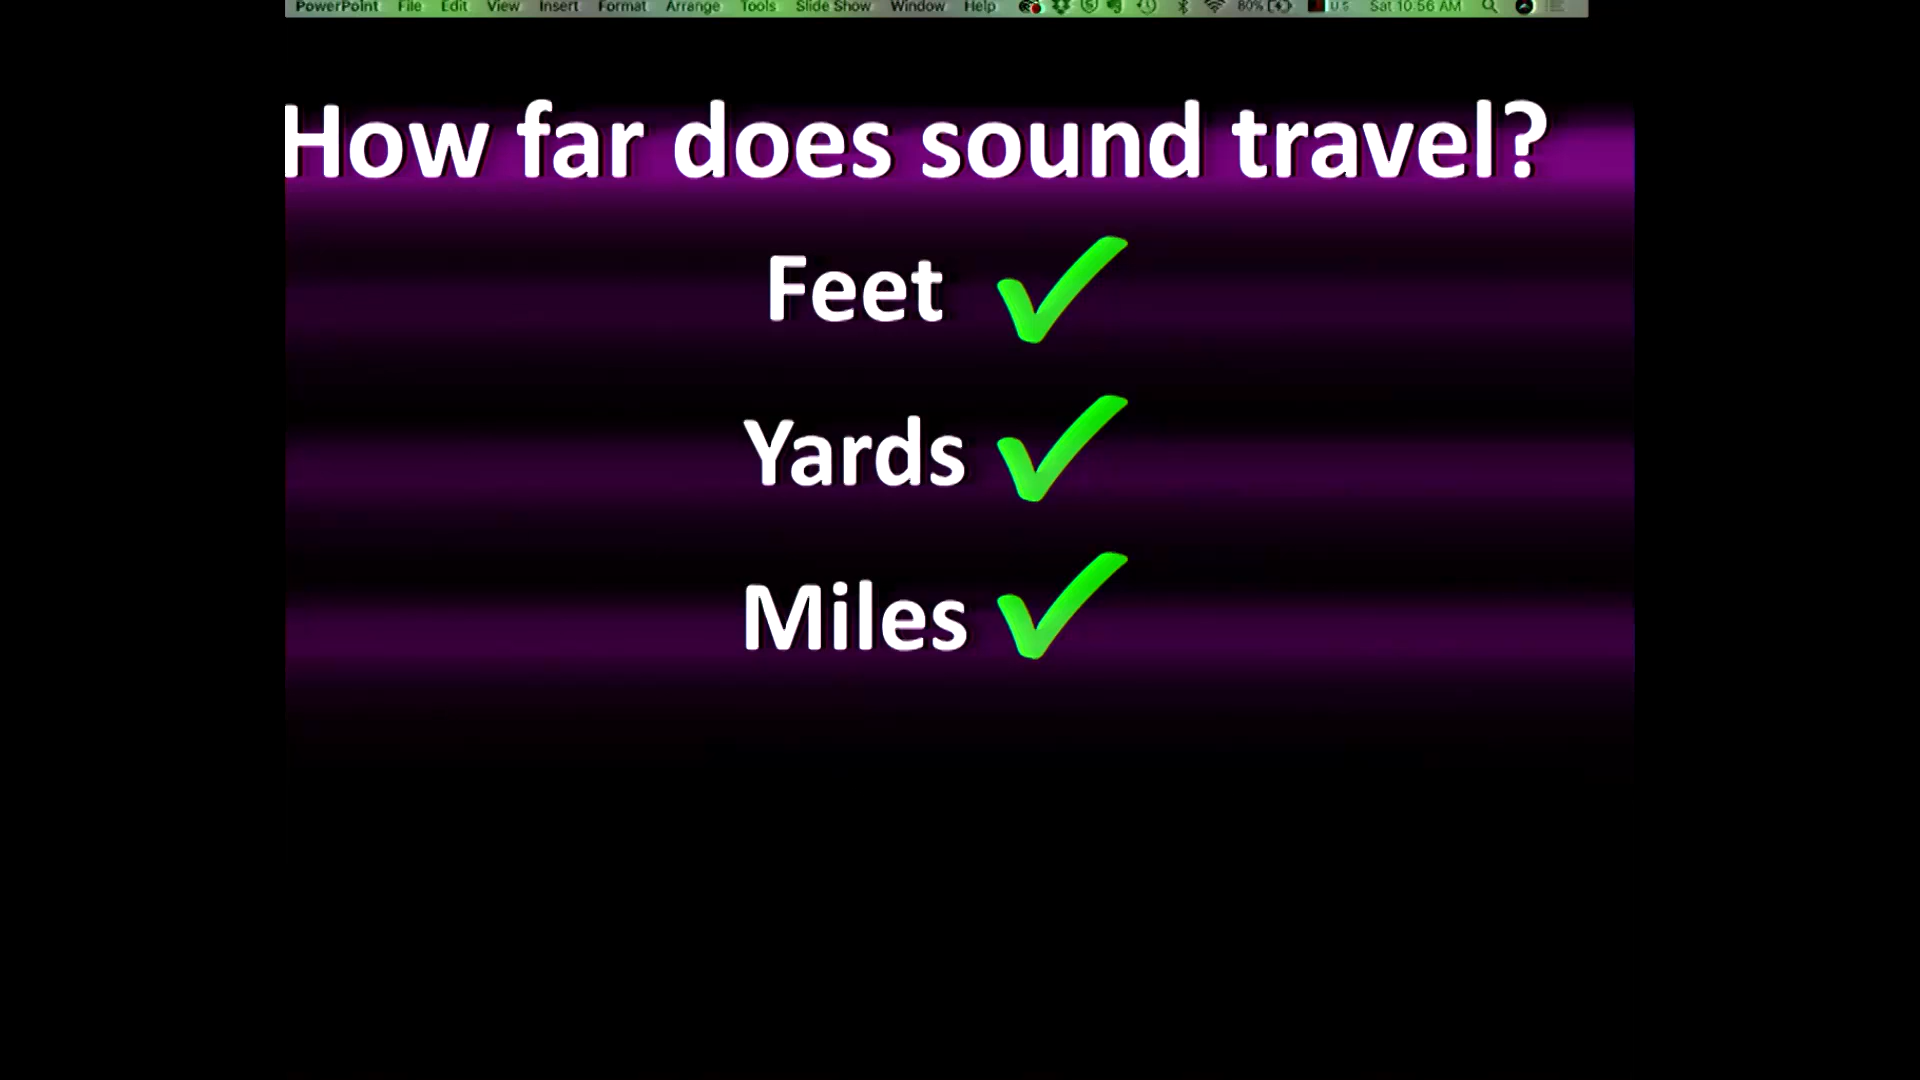 PowerPoint File Edit View Insert Format Arrange Tools Slide Show Window Help 80% U.S. Sat 10:56 AM
How far does sound travel?
Feet
Yards
Miles